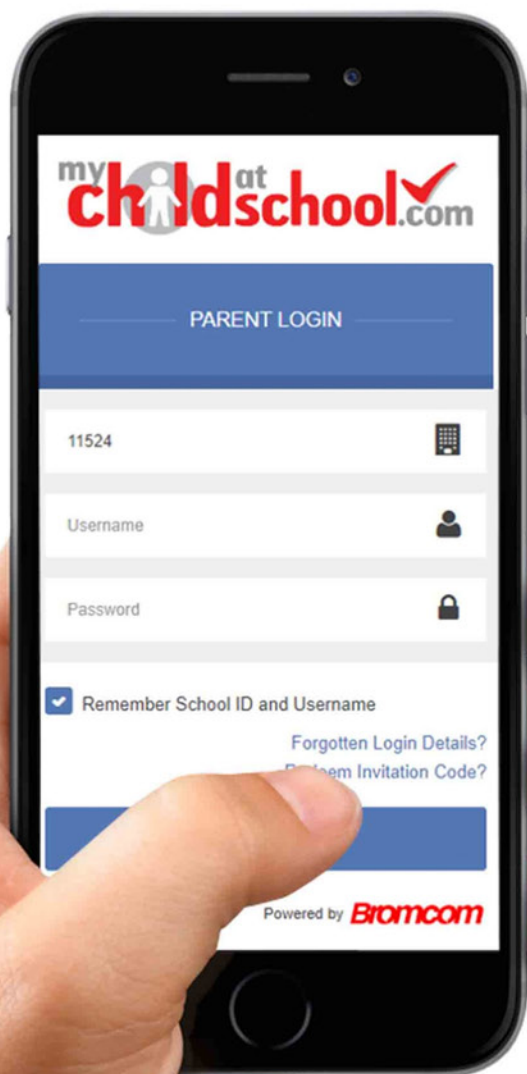 my child at school.com
PARENT LOGIN
11524
Username
Password
Remember School ID and Username
Forgotten Login Details?
Invitation Code?
Powered by Bromcom